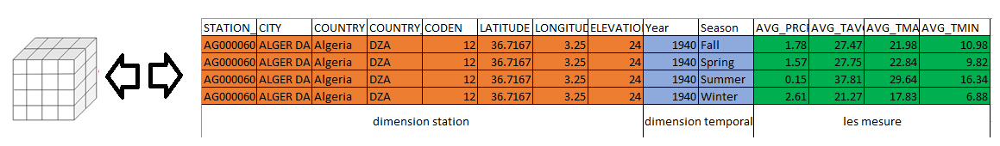 STATION_ CITY COUNTRY COUNTRY_ CODEN LATITUDE LONGITUD ELEVATIO Year Season AVG_PRCP AVG_TAVG AVG_TMA AVG_TMIN
AG000060 ALGER DA Algeria DZA 12 36.7167 3.25 24 1940 Fall 1.78 27.47 21.98 10.98
AG000060 ALGER DA Algeria DZA 12 36.7167 3.25 24 1940 Spring 1.57 27.75 22.84 9.82
AG000060 ALGER DA Algeria DZA 12 36.7167 3.25 24 1940 Summer 0.15 37.81 29.64 16.34
AG000060 ALGER DA Algeria DZA 12 36.7167 3.25 24 1940 Winter 2.61 21.27 17.83 6.88
dimension station dimension temporal les mesure